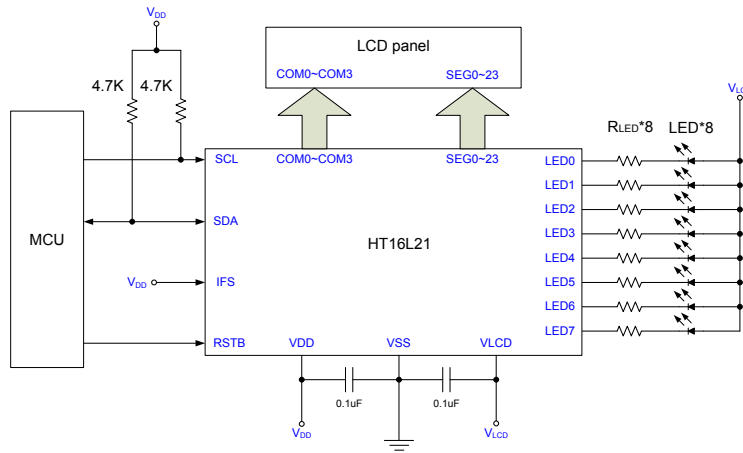 VDD
LCD panel
COM0~COM3 SEG0~23
4.7K 4.7K
RLED*8 LED*8
SCL COM0~COM3 SEG0~23 LED0
LED1
SDA LED2
MCU HT16L21 LED3
LED4
VDD IFS LED5
LED6
RSTB VDD VSS VLCD LED7
0.1uF 0.1uF
VDD VLCD